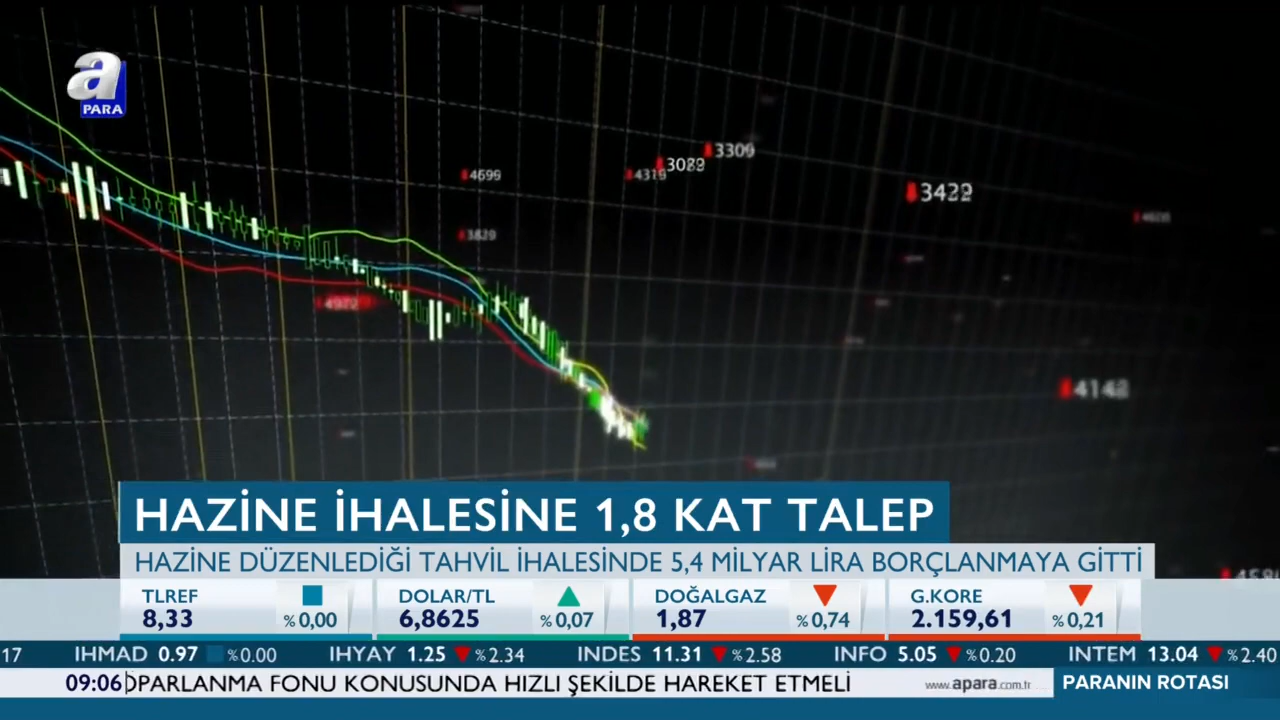 a
PARA
3309
3089
4699
4319
3422
3829
4972
4148
HAZİNE İHALESİNE 1,8 KAT TALEP
HAZİNE DÜZENLEDİĞİ TAHVİL İHALESİNDE 5,4 MİLYAR LİRA BORÇLANMAYA GİTTİ
TLREF DOLAR/TL DOĞALGAZ G.KORE
8,33 %0,00 6,8625 %0,07 1,87 %0,74 2.159,61 %0,21
17 IHMAD 0.97 %0.00 IHYAY 1.25 %2.34 INDES 11.31 %2.58 INFO 5.05 %0.20 INTEM 13.04 %2.40
09:06 OPARLANMA FONU KONUSUNDA HIZLI ŞEKİLDE HAREKET ETMELİ www.apara.com.tr PARANIN ROTASI